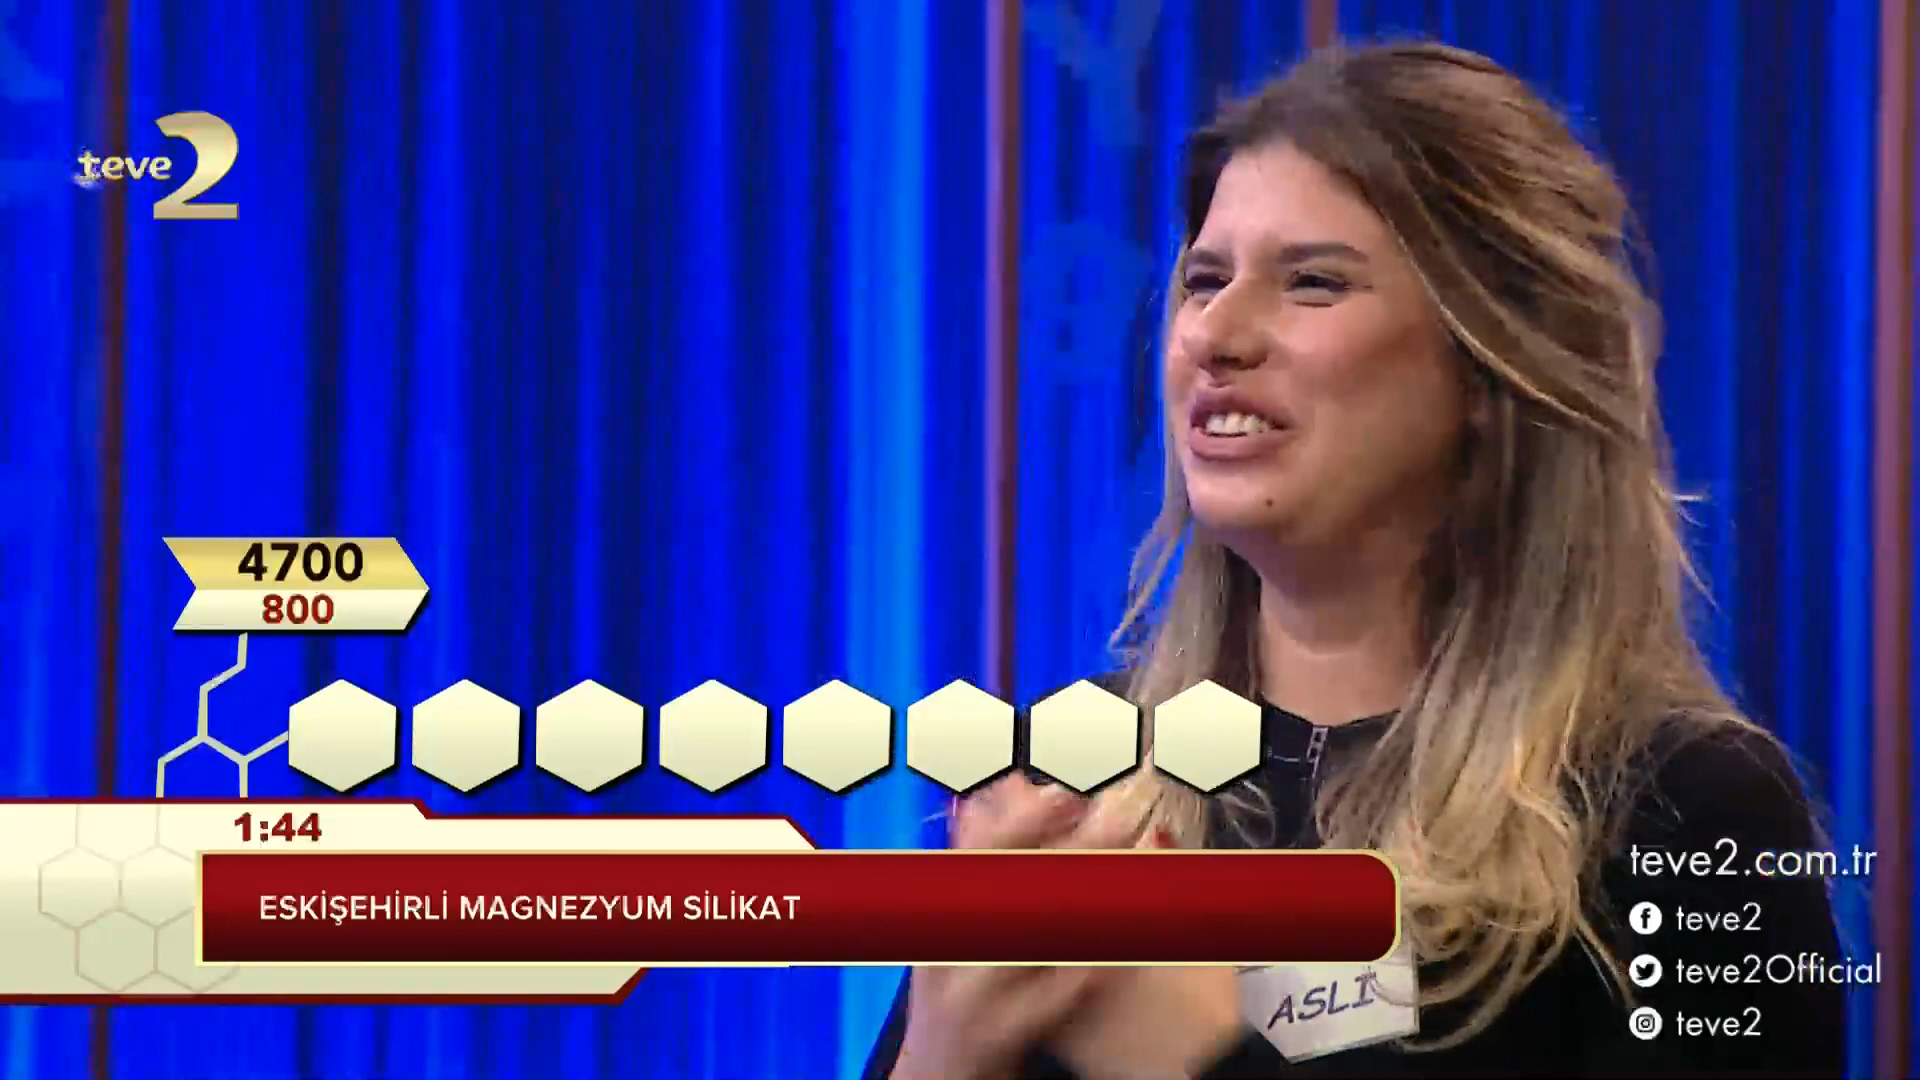 teve2
4700
800
1:44
ESKİŞEHİRLİ MAGNEZYUM SİLİKAT
ASLI
teve2.com.tr
teve2
teve2Official
teve2